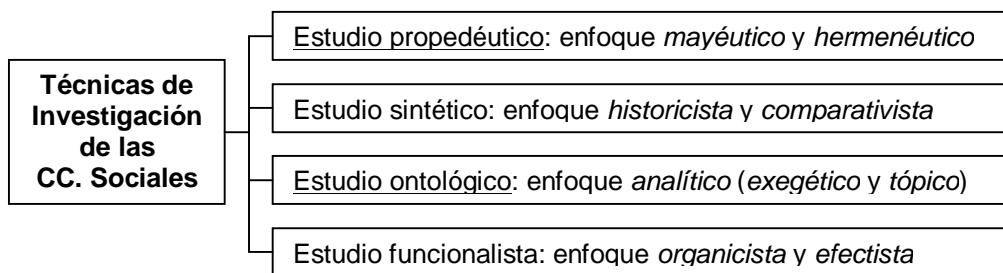 Técnicas de
Investigación
de las
CC. Sociales
Estudio propedéutico: enfoque mayéutico y hermenéutico
Estudio sintético: enfoque historicista y comparativista
Estudio ontológico: enfoque analítico (exegético y tópico)
Estudio funcionalista: enfoque organicista y efectista